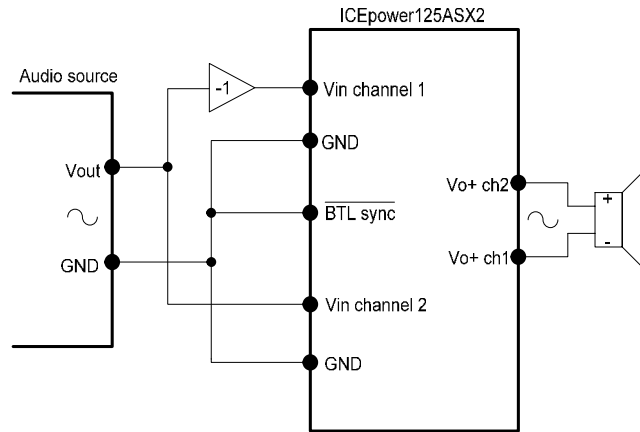 ICEpower125ASX2
Audio source
-1
Vin channel 1
Vout
GND
GND
BTL sync
Vin channel 2
GND
Vo+ ch2
Vo+ ch1
+
-